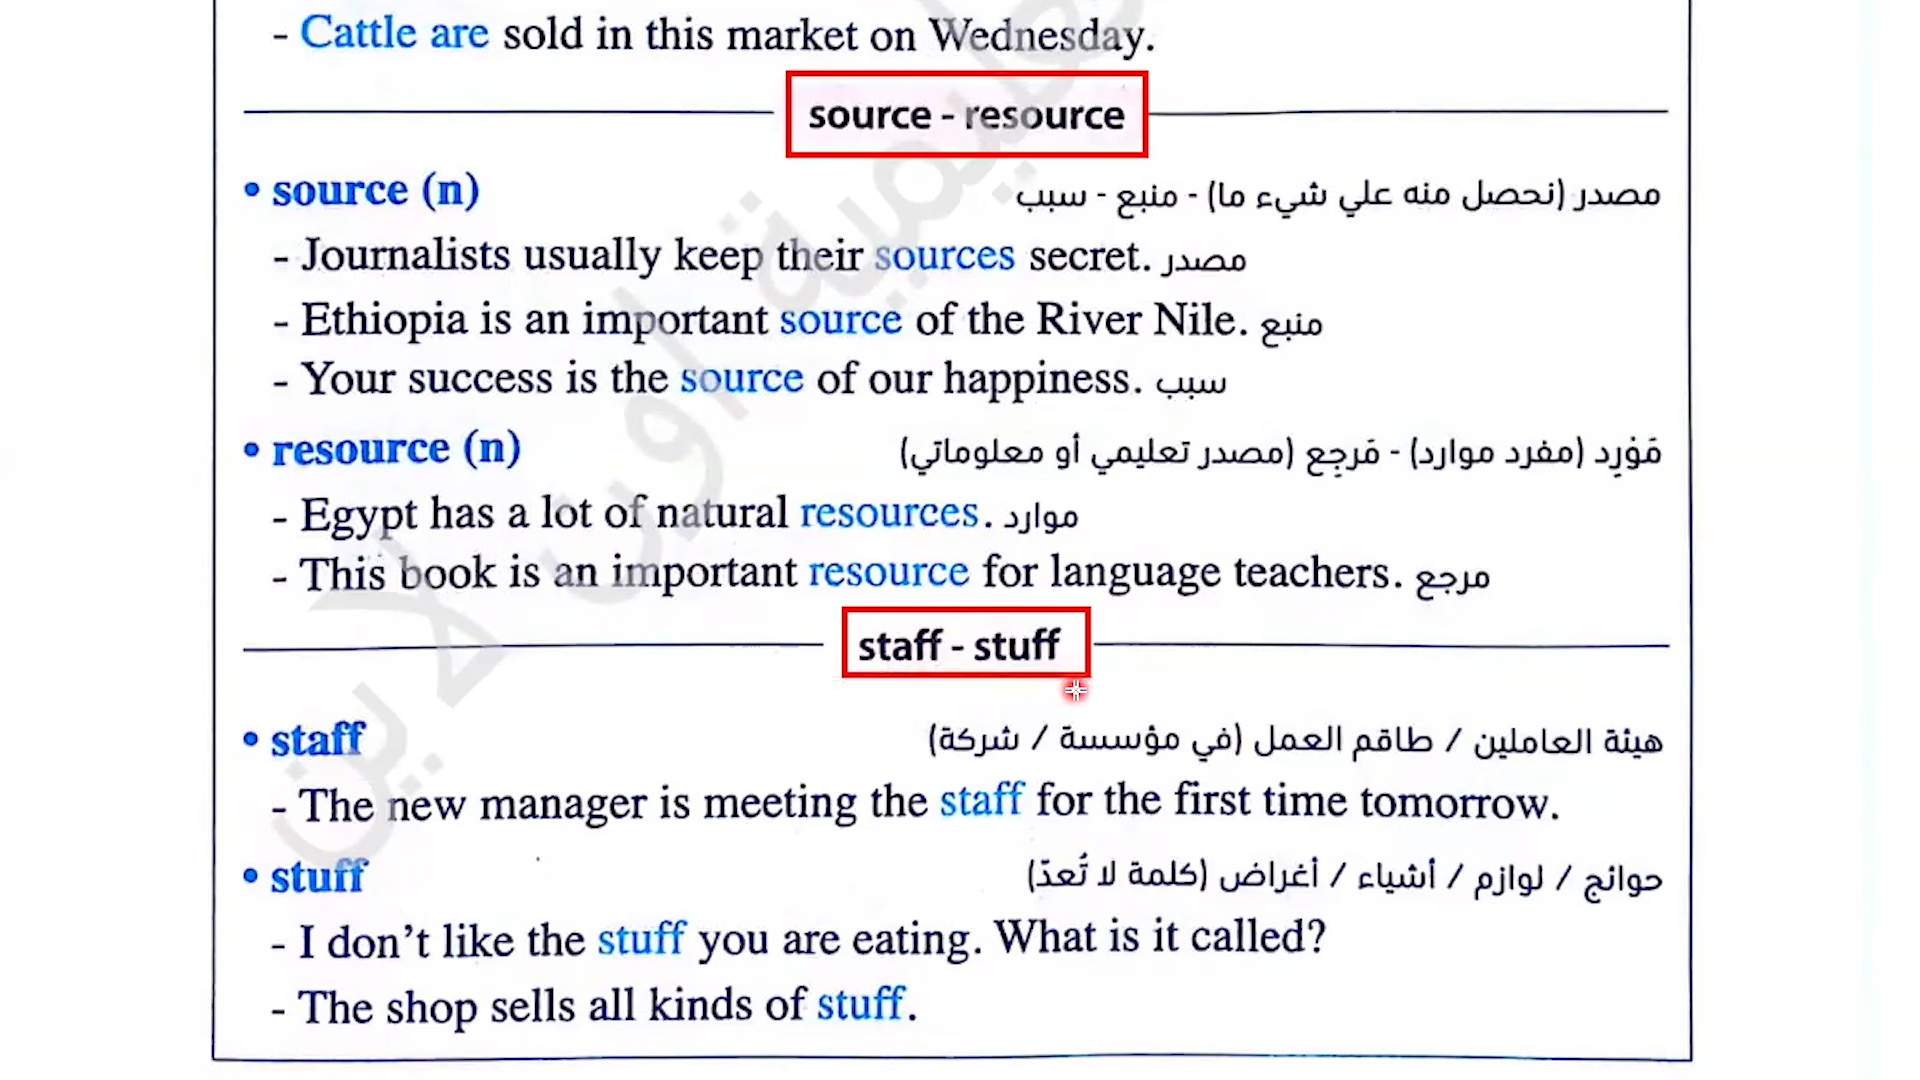 - Cattle are sold in this market on Wednesday.
source - resource
• source (n) مصدر (نحصل منه علي شيء ما) - منبع - سبب
- Journalists usually keep their sources secret. مصدر
- Ethiopia is an important source of the River Nile. منبع
- Your success is the source of our happiness. سبب
• resource (n) مَوْرِد (مفرد موارد) - مَرجِع (مصدر تعليمي أو معلوماتي)
- Egypt has a lot of natural resources. موارد
- This book is an important resource for language teachers. مرجع
staff - stuff
• staff هيئة العاملين / طاقم العمل (في مؤسسة / شركة)
- The new manager is meeting the staff for the first time tomorrow.
• stuff حوائج / لوازم / أشياء / أغراض (كلمة لا تُعدّ)
- I don't like the stuff you are eating. What is it called?
- The shop sells all kinds of stuff.